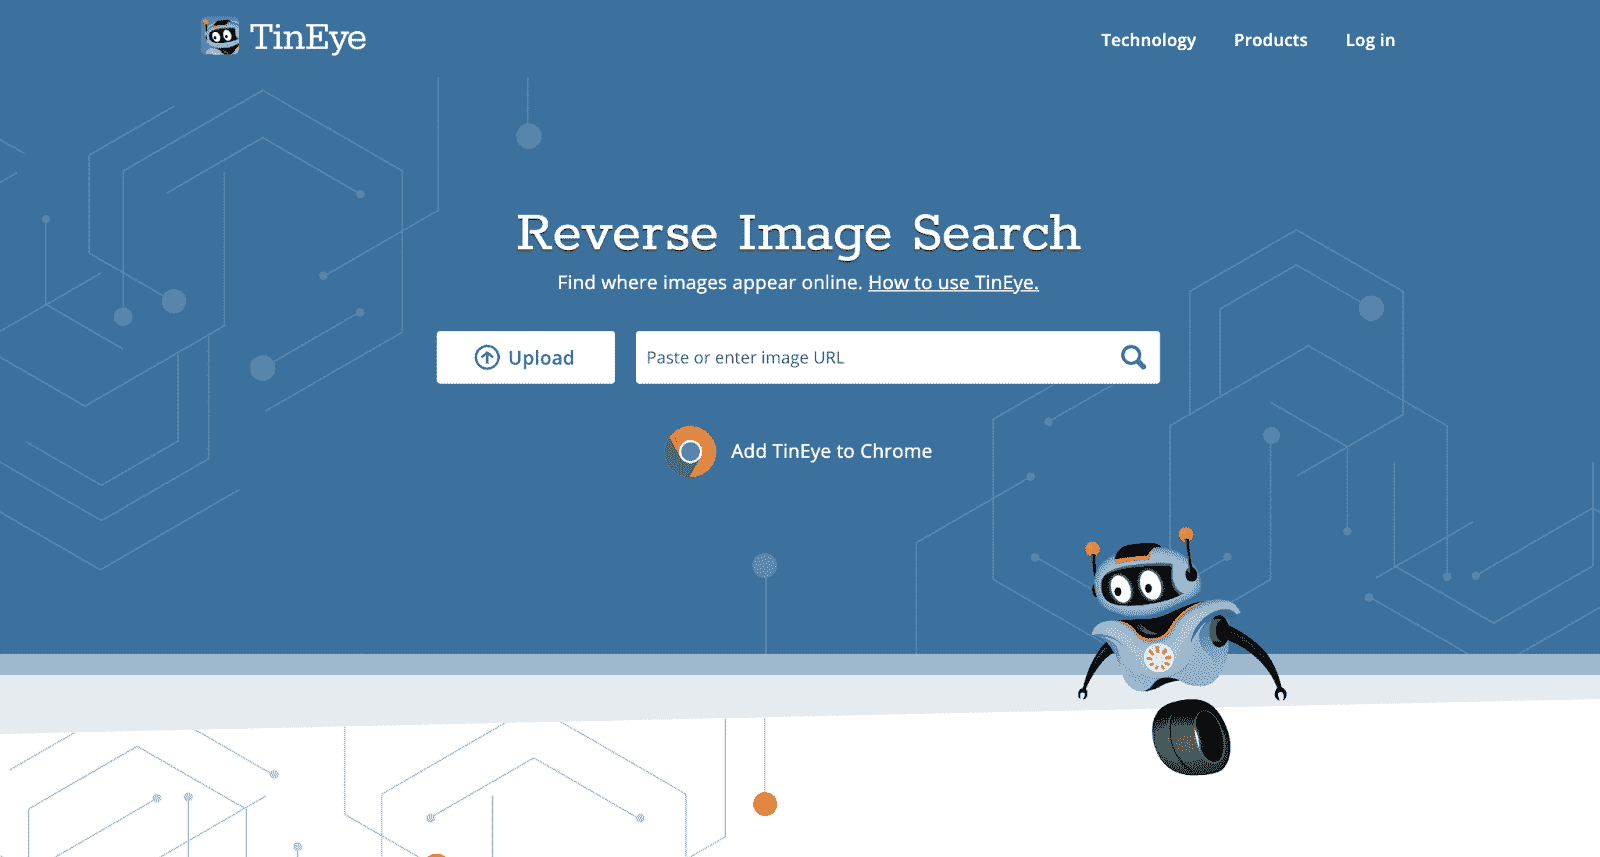 TinEye
Technology Products Log in
Reverse Image Search
Find where images appear online. How to use TinEye.
Upload
Paste or enter image URL
Add TinEye to Chrome